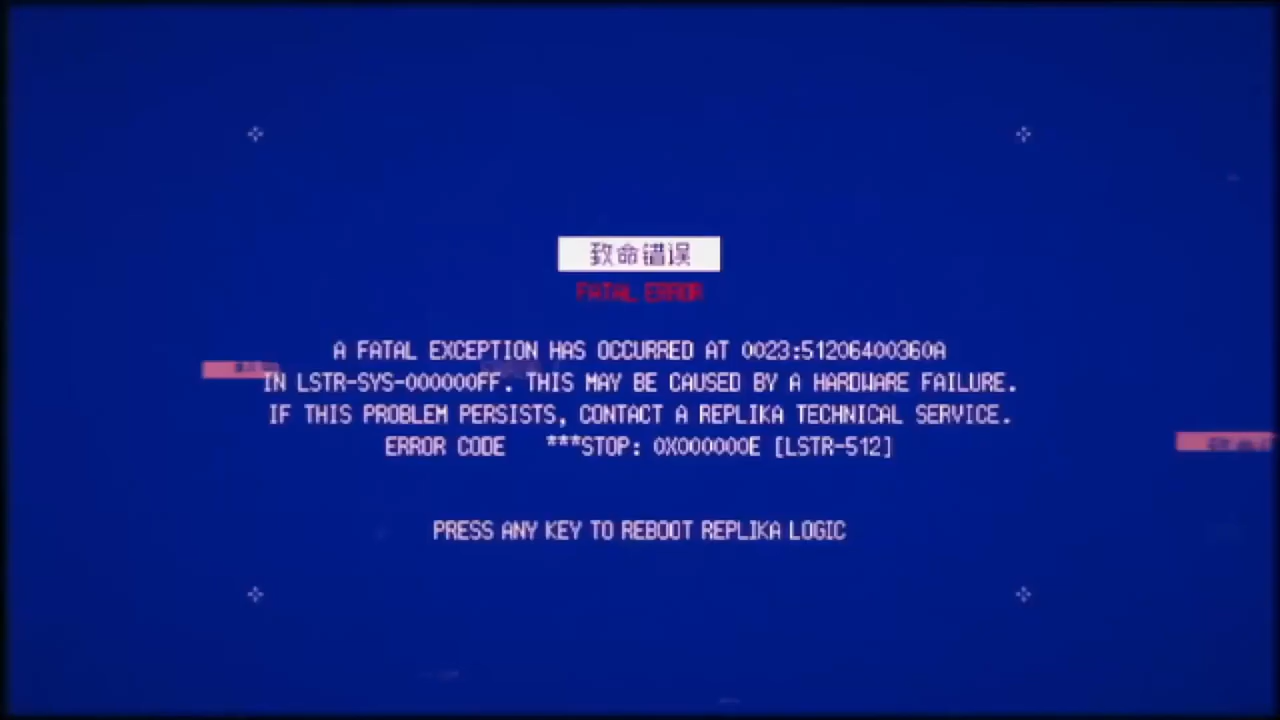 致命错误
FATAL ERROR
A FATAL EXCEPTION HAS OCCURRED AT 0023:51206400360A
IN LSTR-SYS-000000FF. THIS MAY BE CAUSED BY A HARDWARE FAILURE.
IF THIS PROBLEM PERSISTS, CONTACT A REPLIKA TECHNICAL SERVICE.
ERROR CODE ***STOP: 0X000000E [LSTR-512]
PRESS ANY KEY TO REBOOT REPLIKA LOGIC